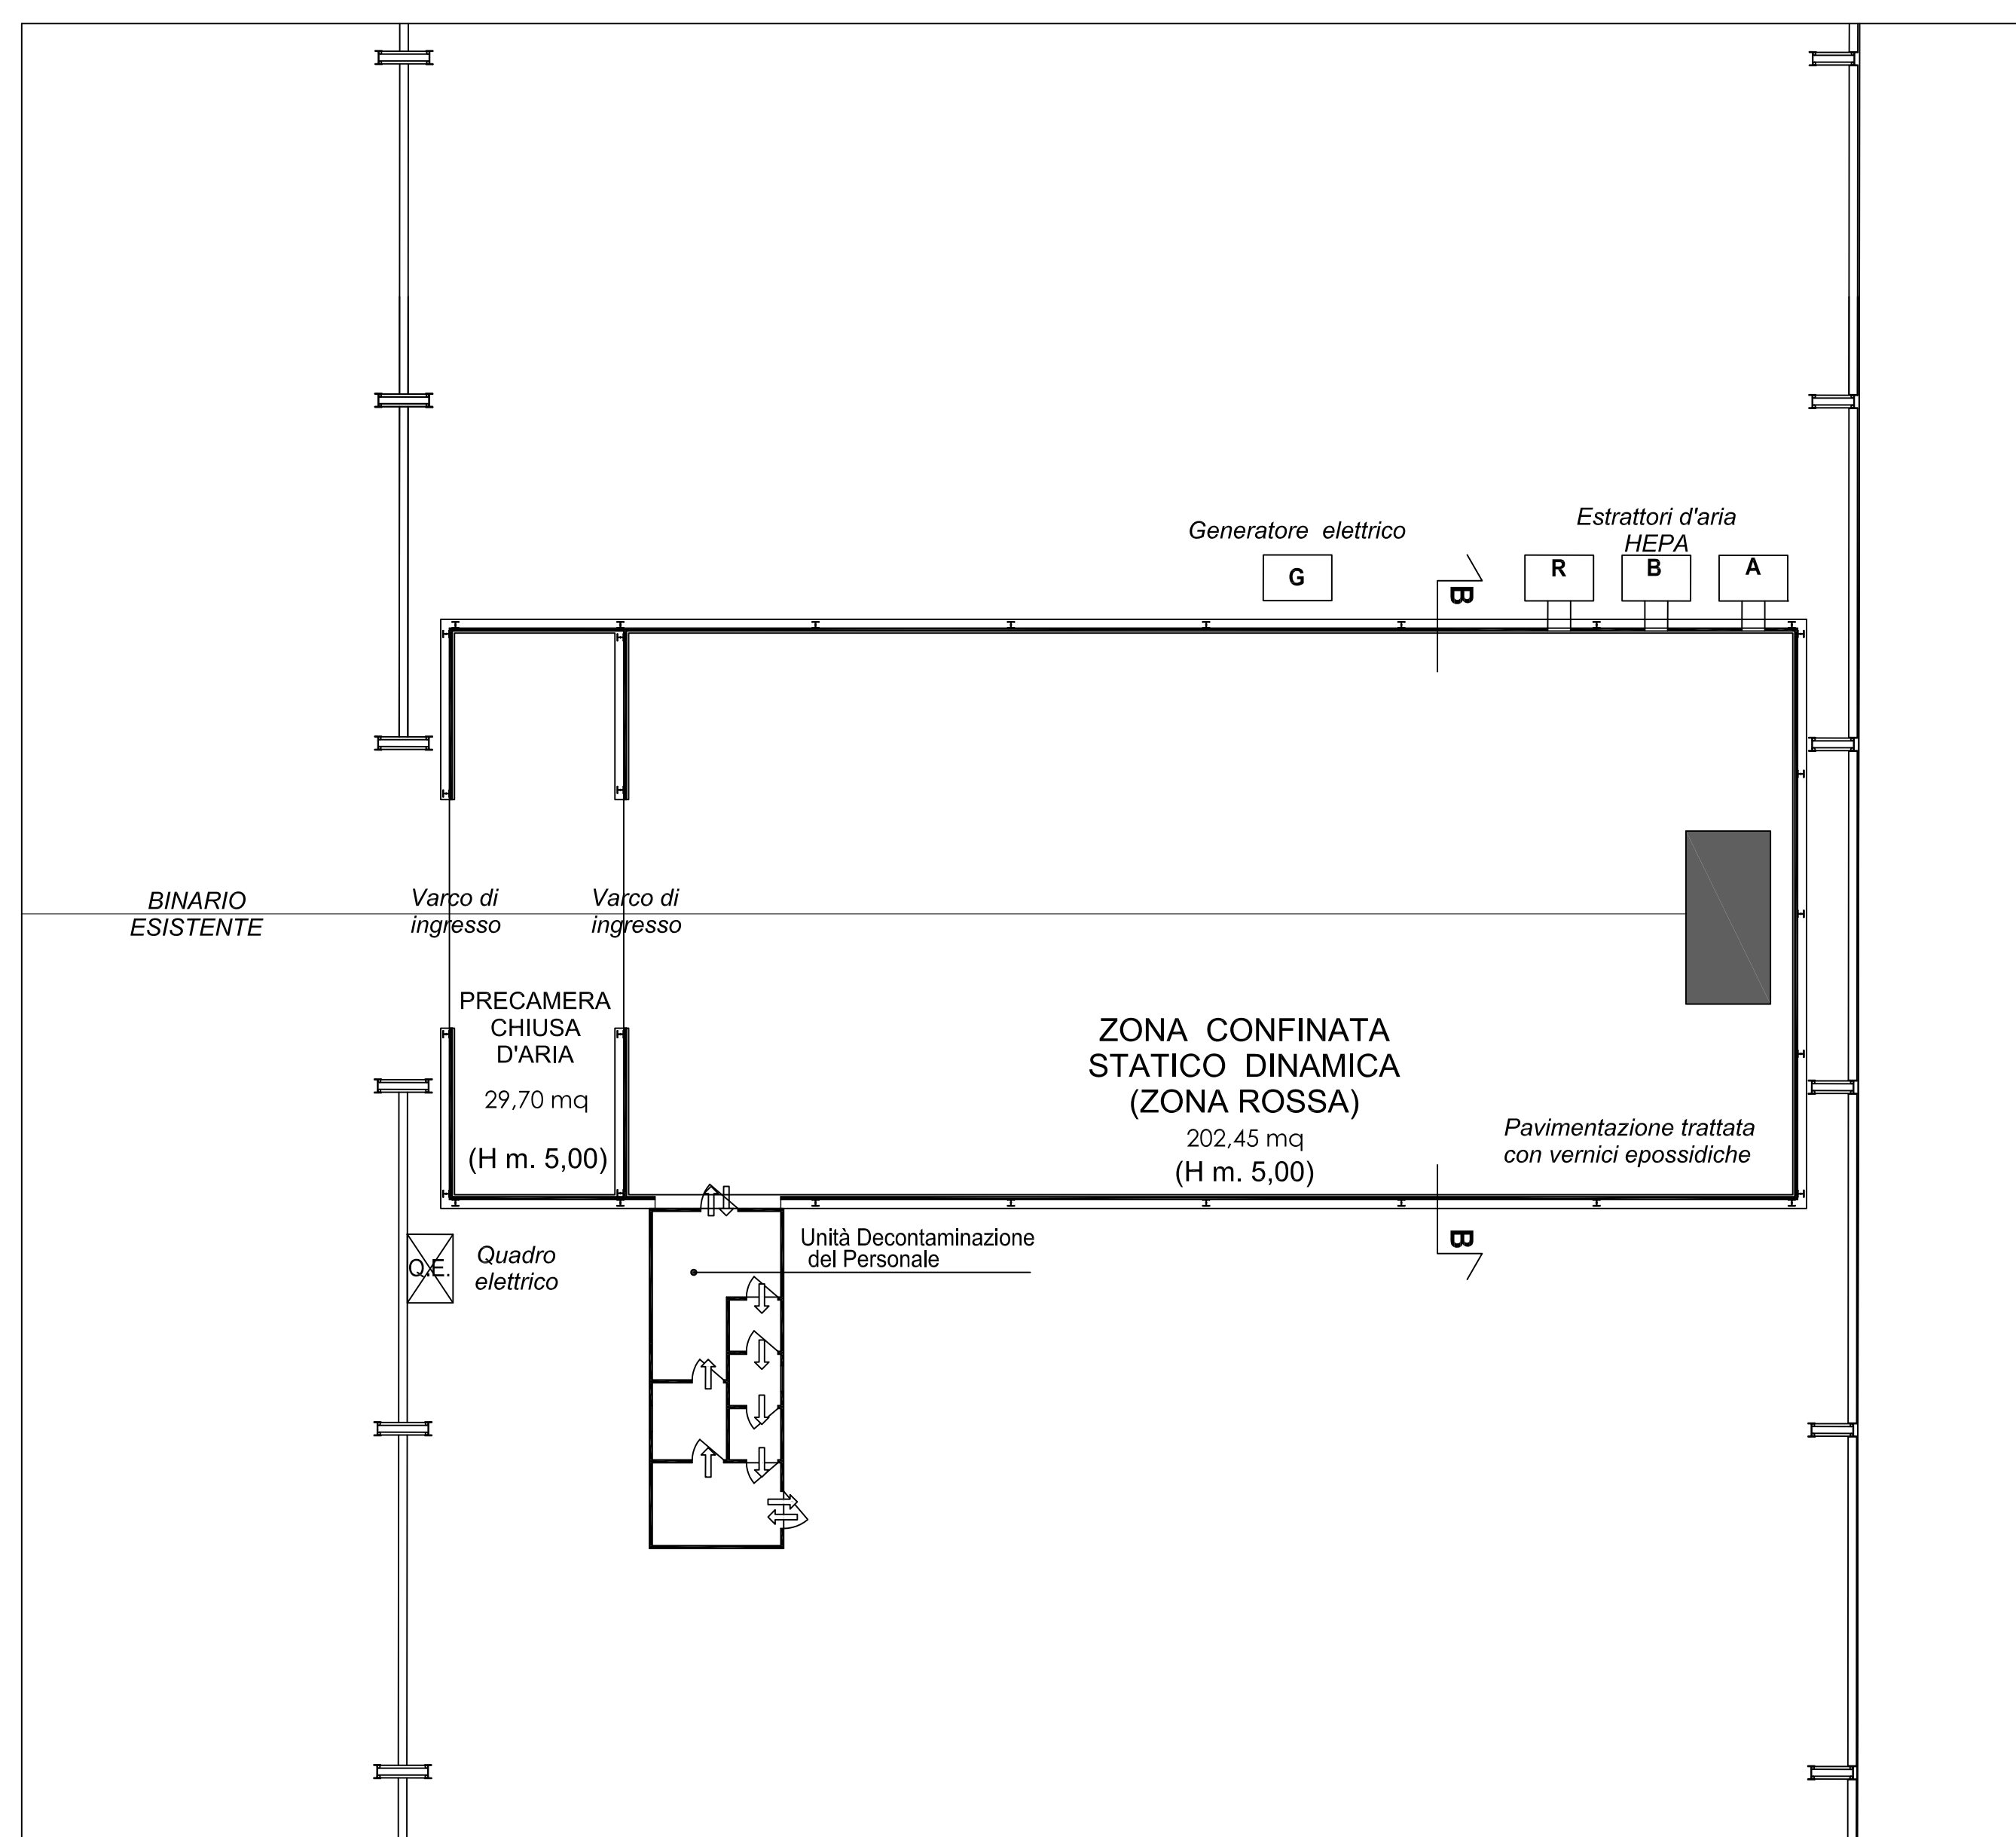 Generatore elettrico
G
Estrattori d'aria
HEPA
R
B
A
B
BINARIO
ESISTENTE
Varco di
ingresso
Varco di
ingresso
PRECAMERA
CHIUSA
D'ARIA
29,70 mq
(H m. 5,00)
ZONA CONFINATA
STATICO DINAMICA
(ZONA ROSSA)
202,45 mq
(H m. 5,00)
Pavimentazione trattata
con vernici epossidiche
B
Q.E.
Quadro
elettrico
Unità Decontaminazione
del Personale